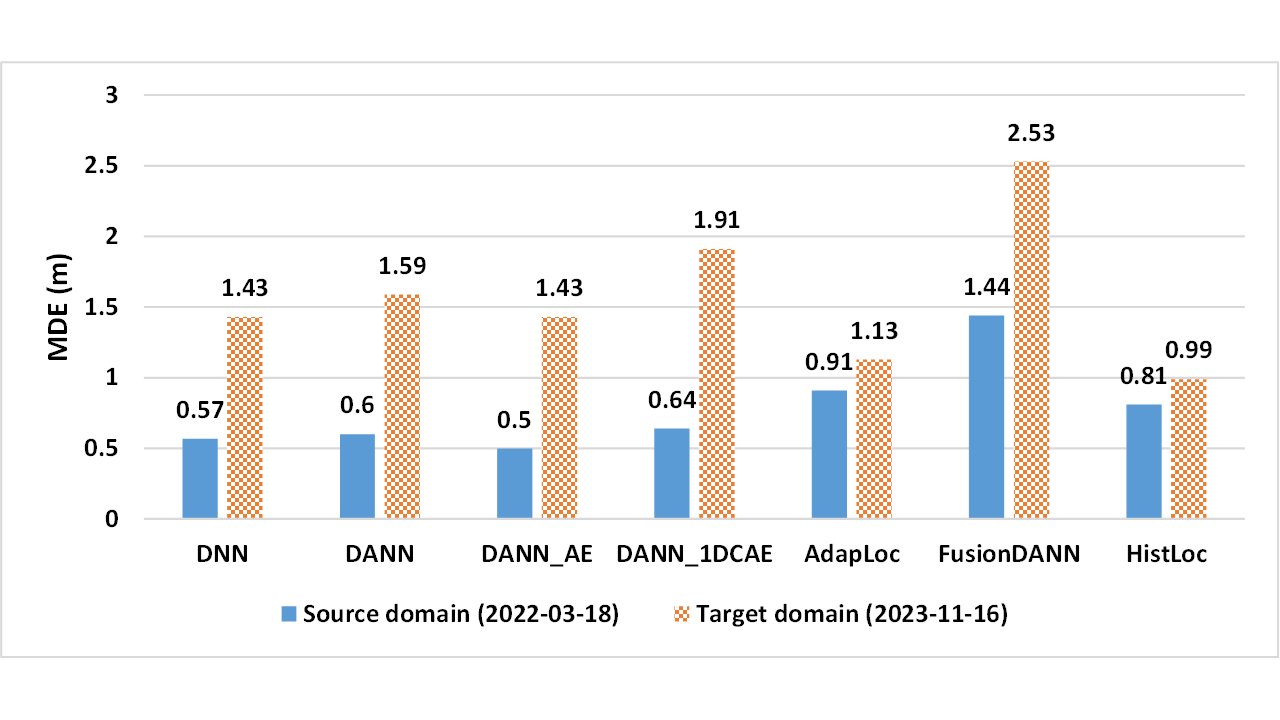 3
2.5
2
1.5
1
0.5
0
MDE (m)
0.57
1.43
0.6
1.59
0.5
1.43
0.64
1.91
0.91
1.13
1.44
2.53
0.81
0.99
DNN
DANN
DANN_AE
DANN_1DCAE
AdapLoc
FusionDANN
HistLoc
Source domain (2022-03-18)
Target domain (2023-11-16)